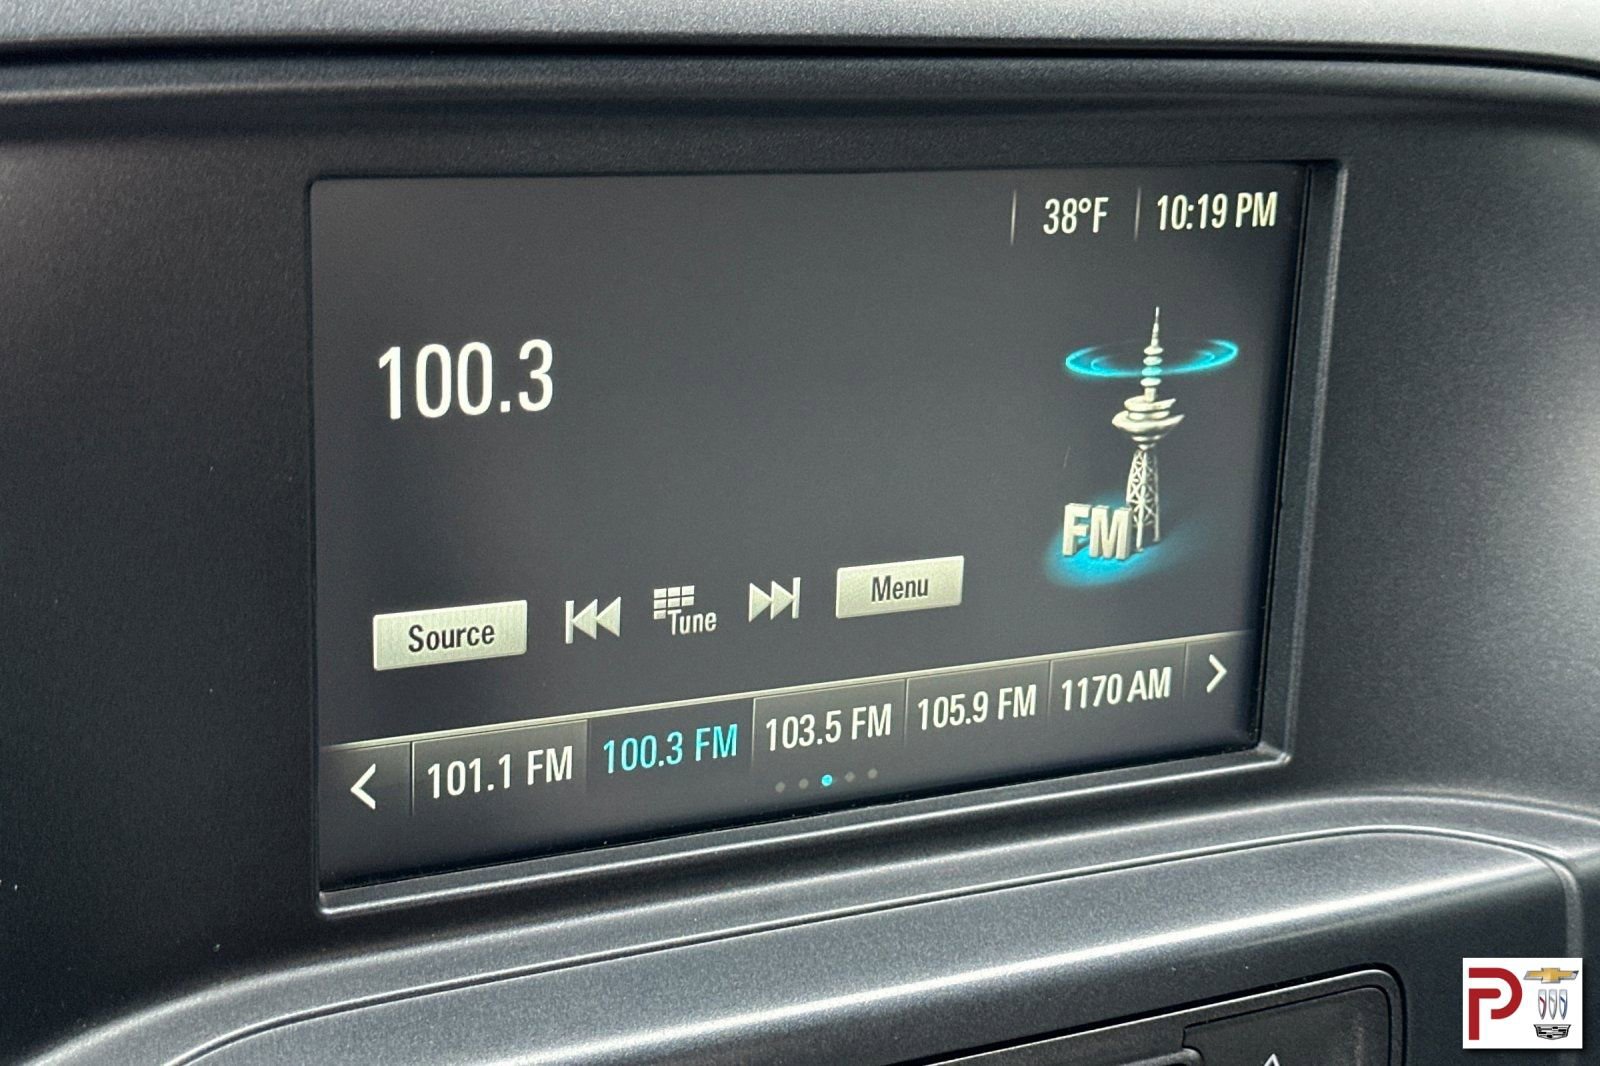 38°F 10:19 PM
100.3
FM
Source Tune Menu
101.1 FM 100.3 FM 103.5 FM 105.9 FM 1170 AM
P